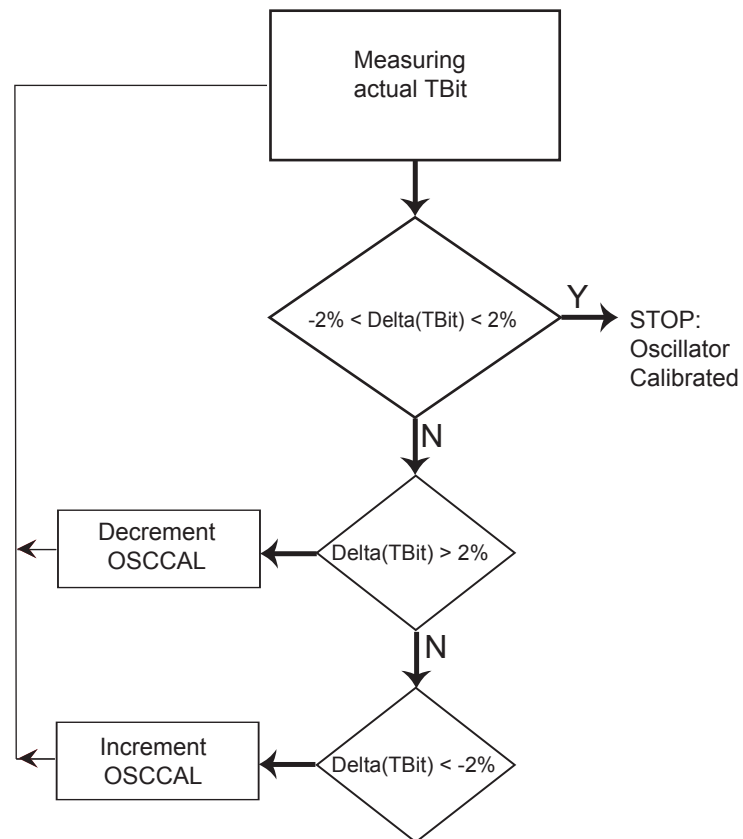 Measuring
actual TBit
-2% < Delta(TBit) < 2%
Y
STOP:
Oscillator
Calibrated
N
Decrement
OSCCAL
Delta(TBit) > 2%
N
Increment
OSCCAL
Delta(TBit) < -2%